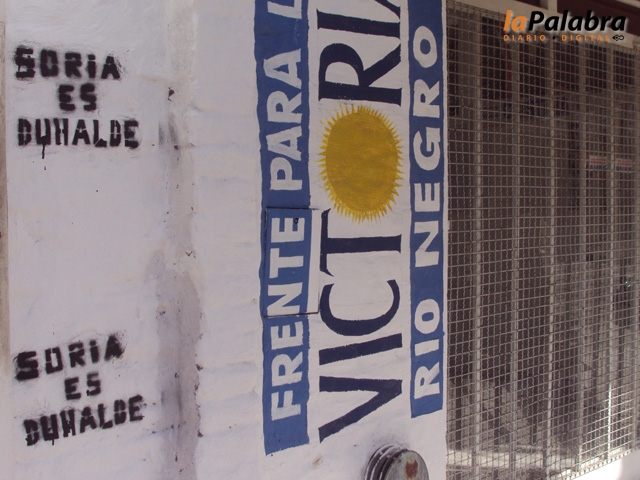 laPalabra
DIARIO DIGITAL
SORIA
ES
DUHALDE
SORIA
ES
DUHALDE
FRENTE PARA L
VICTORI
RIO NEGRO